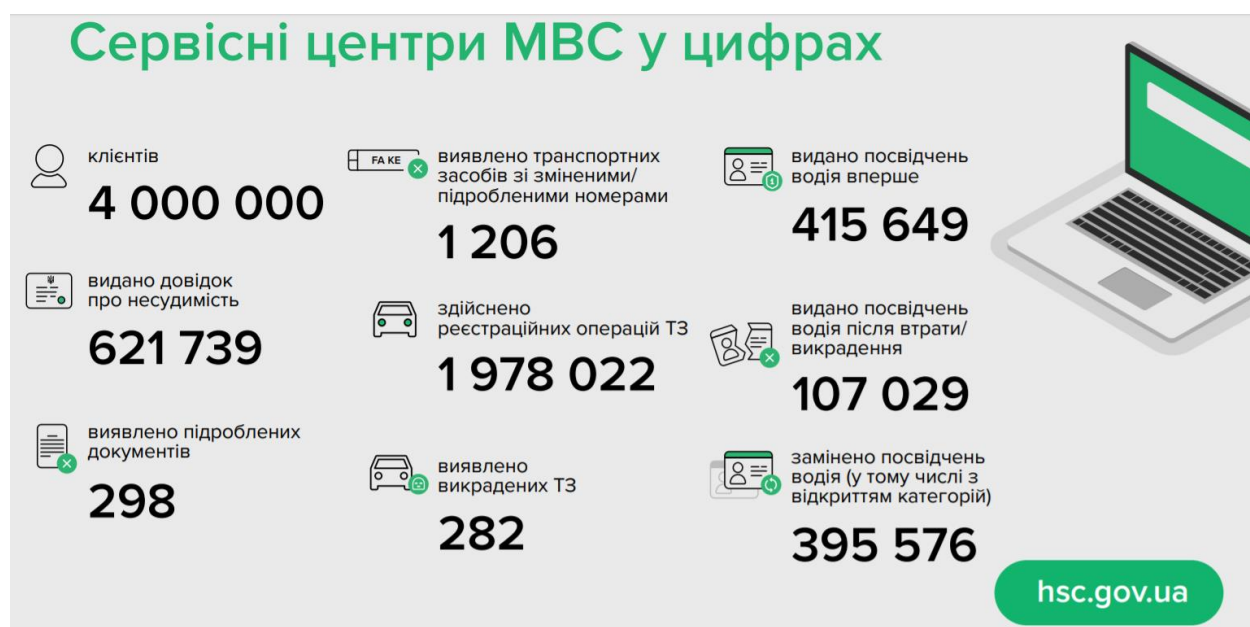 Сервісні центри МВС у цифрах
клієнтів
4 000 000
видано довідок
про несудимість
621 739
виявлено підроблених
документів
298
FA KE
виявлено транспортних
засобів зі зміненими/
підробленими номерами
1 206
здійснено
реєстраційних операцій ТЗ
1 978 022
виявлено
викрадених ТЗ
282
видано посвідчень
водія вперше
415 649
видано посвідчень
водія після втрати/
викрадення
107 029
замінено посвідчень
водія (у тому числі з
відкриттям категорій)
395 576
hsc.gov.ua